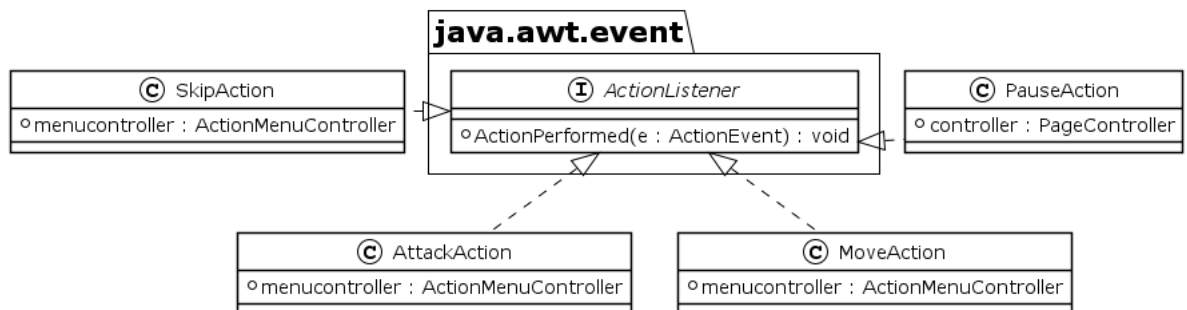 java.awt.event
C SkipAction
menucontroller : ActionMenuController
I ActionListener
ActionPerformed(e : ActionEvent) : void
C PauseAction
controller : PageController
C AttackAction
menucontroller : ActionMenuController
C MoveAction
menucontroller : ActionMenuController